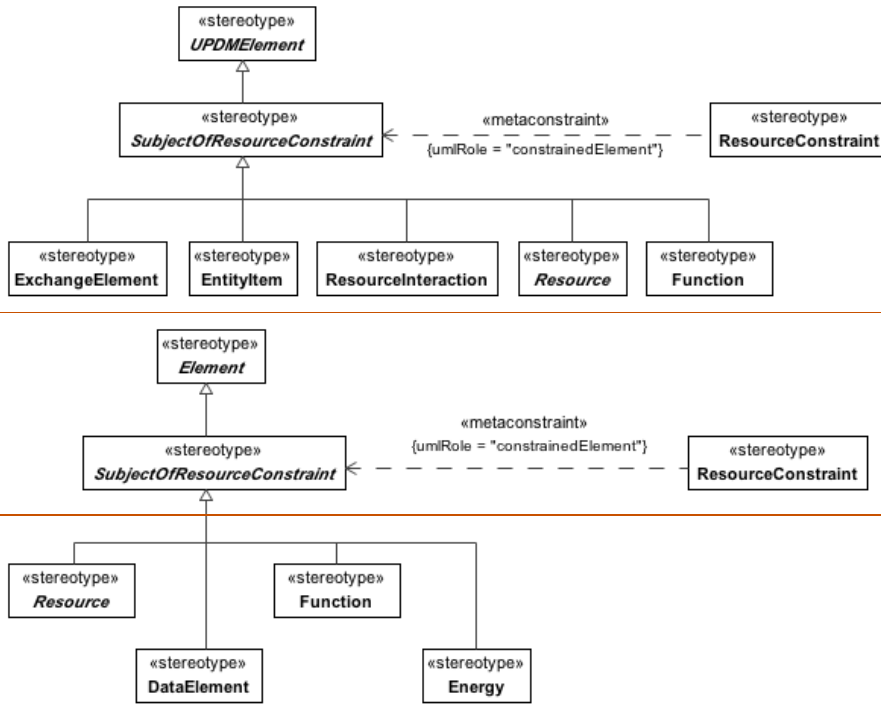 «stereotype»
UPDMElement
«stereotype»
SubjectOfResourceConstraint
«metaconstraint»
{umlRole = "constrainedElement"}
«stereotype»
ResourceConstraint
«stereotype»
ExchangeElement
«stereotype»
EntityItem
«stereotype»
ResourceInteraction
«stereotype»
Resource
«stereotype»
Function
«stereotype»
Element
«stereotype»
SubjectOfResourceConstraint
«metaconstraint»
{umlRole = "constrainedElement"}
«stereotype»
ResourceConstraint
«stereotype»
Resource
«stereotype»
Function
«stereotype»
DataElement
«stereotype»
Energy